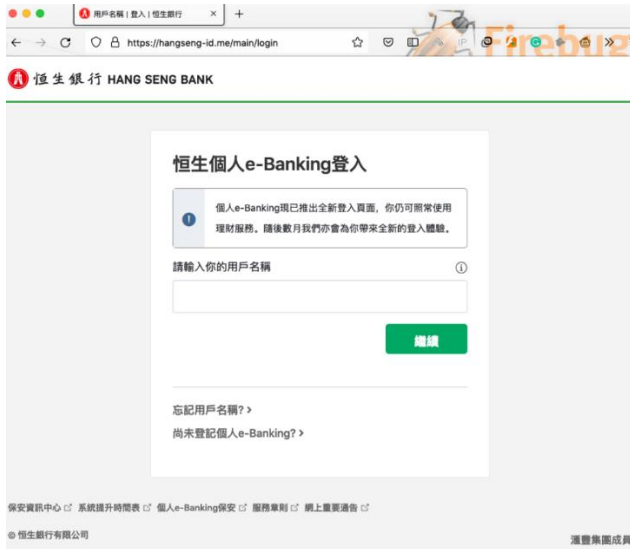 用戶名稱 | 登入 | 恒生銀行
https://hangseng-id.me/main/login
Firebug
恒生銀行 HANG SENG BANK
恒生個人e-Banking登入
個人e-Banking現已推出全新登入頁面，你仍可照常使用
理財服務。隨後數月我們亦會為你帶來全新的登入體驗。
請輸入你的用戶名稱
繼續
忘記用戶名稱? >
尚未登記個人e-Banking? >
保安資訊中心 系統提升時間表 個人e-Banking保安 服務章則 網上重要通告
© 恒生銀行有限公司
滙豐集團成員